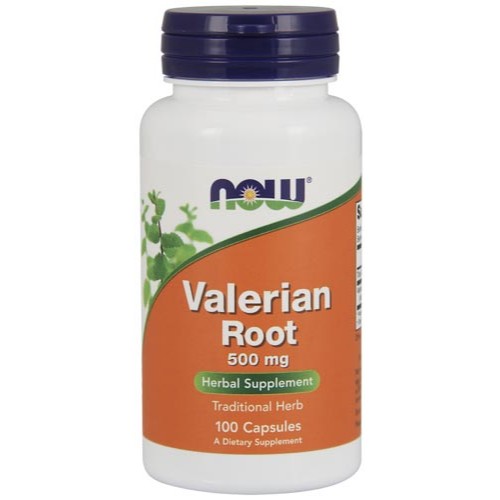 NOW®
Valerian
Root
500 mg
Herbal Supplement
Traditional Herb
100 Capsules
A Dietary Supplement